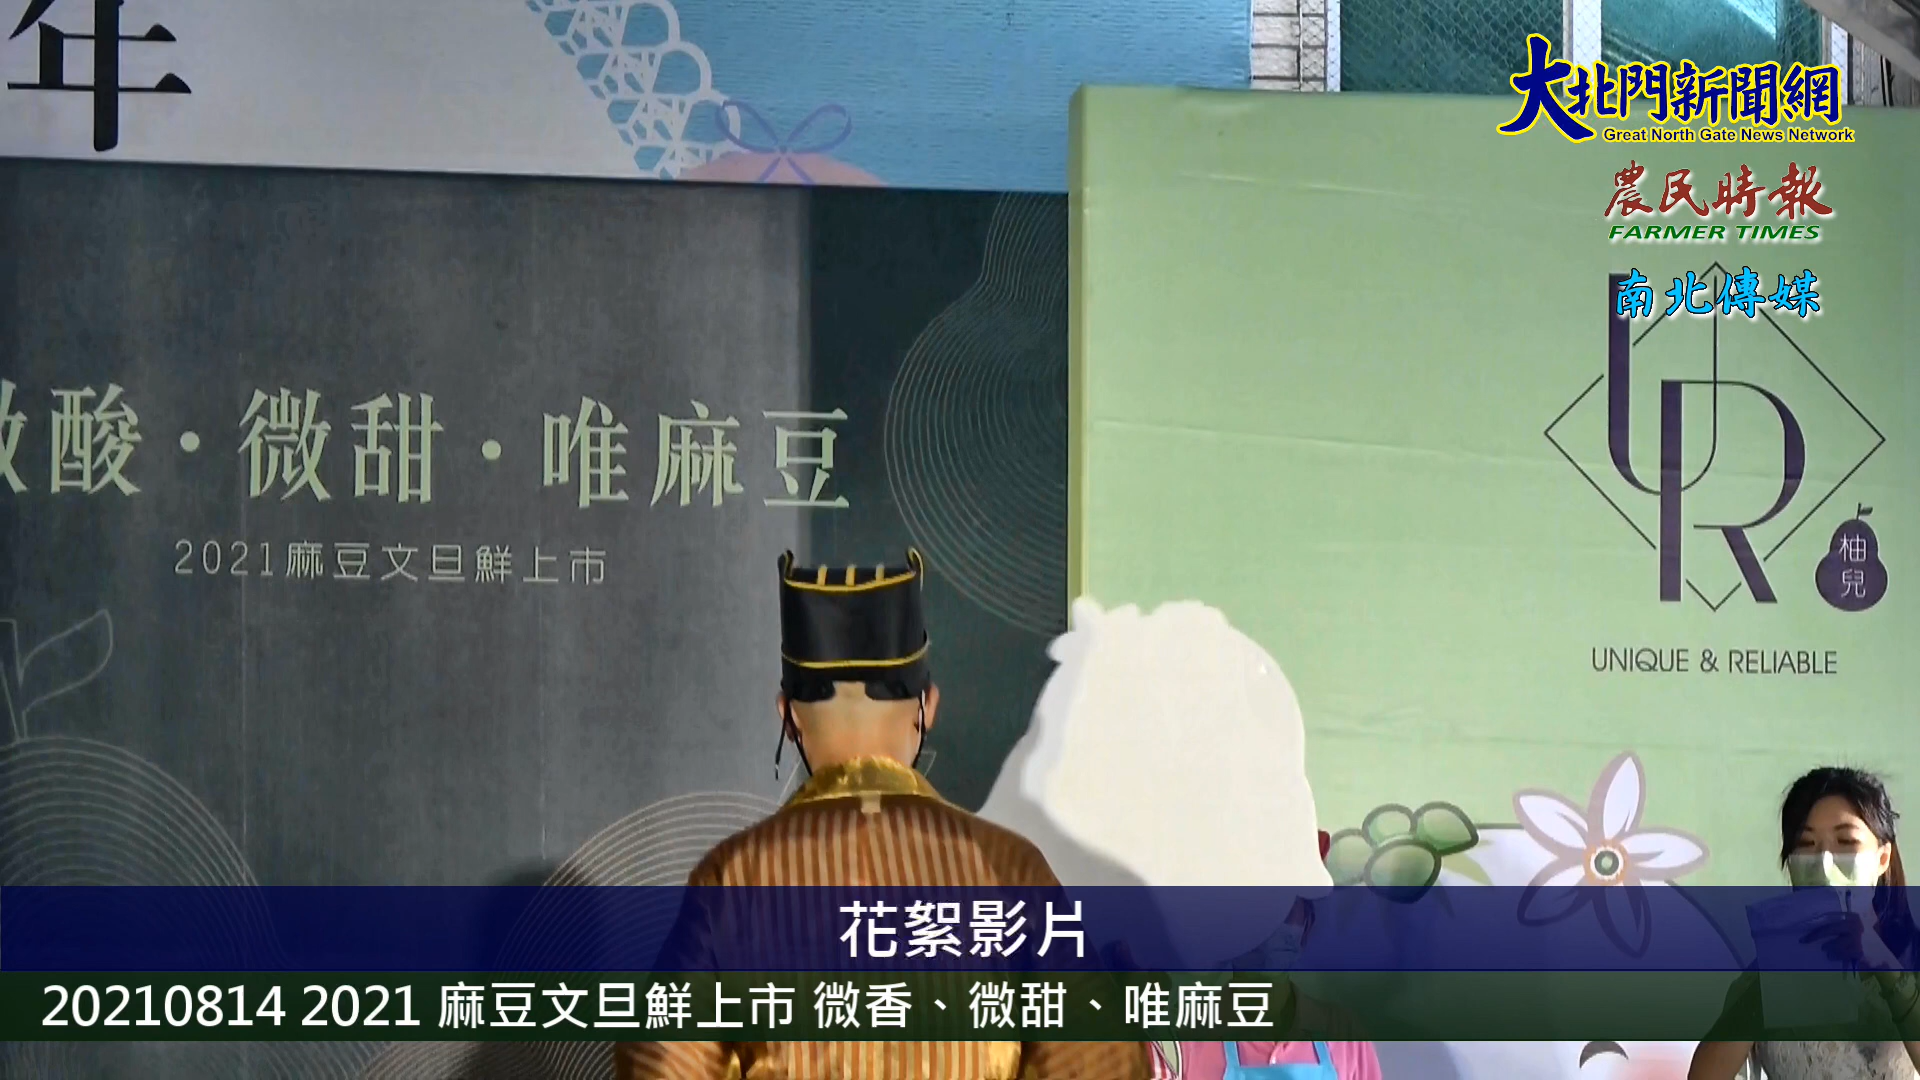 年
大北門新聞網
Great North Gate News Network
農民時報
FARMER TIMES
南北傳媒
微酸·微甜·唯麻豆
2021麻豆文旦鮮上市
UR
柚兒
UNIQUE & RELIABLE
花絮影片
20210814 2021 麻豆文旦鮮上市 微香、微甜、唯麻豆